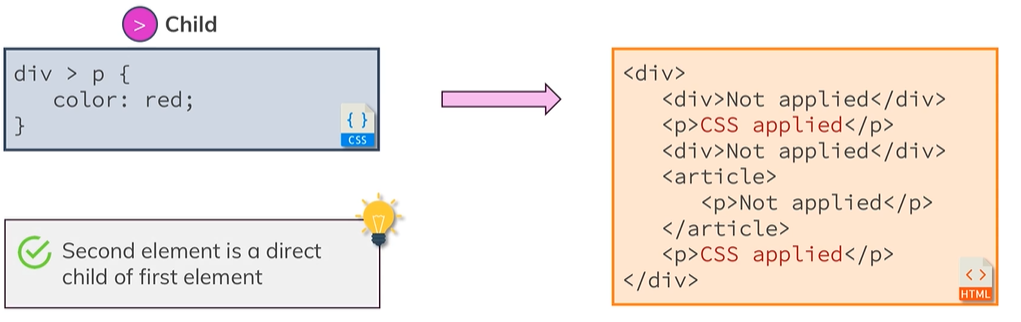 > Child
div > p {
   color: red;
}
CSS
Second element is a direct
child of first element
<div>
   <div>Not applied</div>
   <p>CSS applied</p>
   <div>Not applied</div>
   <article>
      <p>Not applied</p>
   </article>
   <p>CSS applied</p>
</div>
HTML